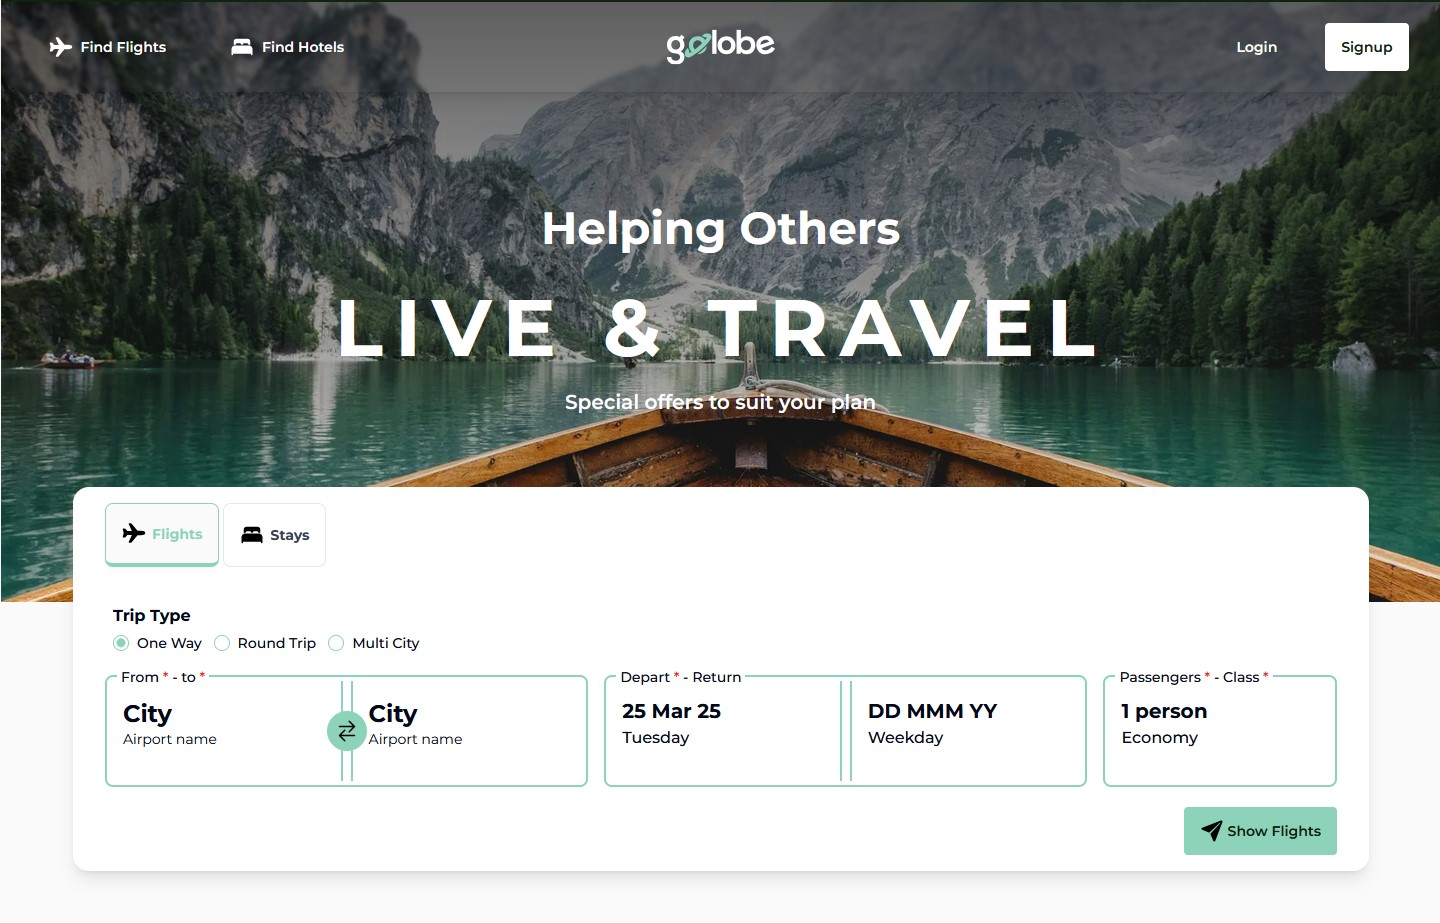 Find Flights
Find Hotels
golobe
Login
Signup
Helping Others
LIVE & TRAVEL
Special offers to suit your plan
Flights
Stays
Trip Type
One Way
Round Trip
Multi City
From * - to *
City
Airport name
City
Airport name
Depart * - Return
25 Mar 25
Tuesday
DD MMM YY
Weekday
Passengers * - Class *
1 person
Economy
Show Flights